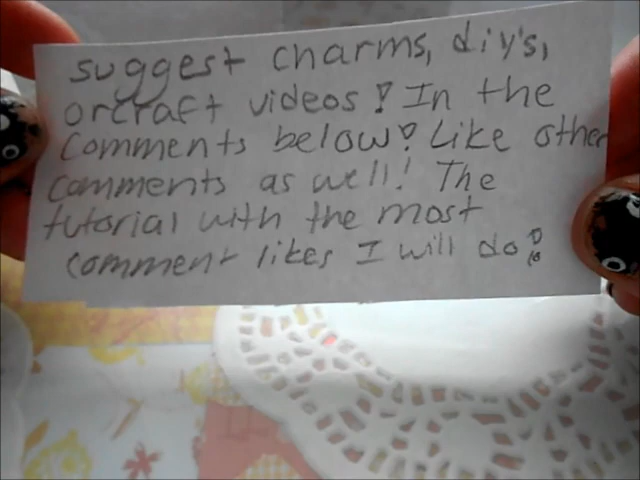 suggest charms, diy's,
orcraft videos! In the
comments below! Like other
comments as well! The
tutorial with the most
comment likes I will do!